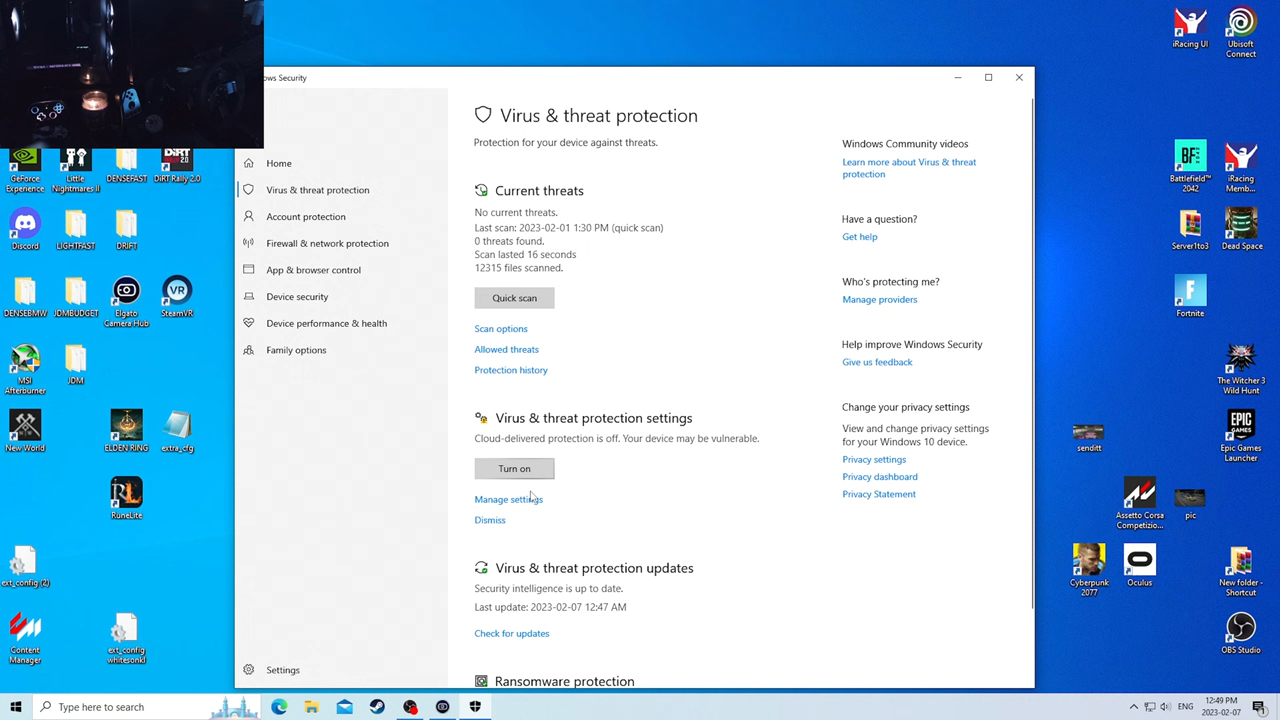 Windows Security
Home
Virus & threat protection
Account protection
Firewall & network protection
App & browser control
Device security
Device performance & health
Family options
Settings
Virus & threat protection
Protection for your device against threats.
Current threats
No current threats.
Last scan: 2023-02-01 1:30 PM (quick scan)
0 threats found.
Scan lasted 16 seconds
12315 files scanned.
Quick scan
Scan options
Allowed threats
Protection history
Virus & threat protection settings
Cloud-delivered protection is off. Your device may be vulnerable.
Turn on
Manage settings
Dismiss
Virus & threat protection updates
Security intelligence is up to date.
Last update: 2023-02-07 12:47 AM
Check for updates
Ransomware protection
Windows Community videos
Learn more about Virus & threat
protection
Have a question?
Get help
Who's protecting me?
Manage providers
Help improve Windows Security
Give us feedback
Change your privacy settings
View and change privacy settings
for your Windows 10 device.
Privacy settings
Privacy dashboard
Privacy Statement
GeForce
Experience
Little
Nightmares II
DENSEFAST
DiRT Rally 2.0
Discord
LIGHTFAST
DRIFT
DENSEBMW
JDMBUDGET
Elgato
Camera Hub
SteamVR
MSI
Afterburner
JDM
New World
ELDEN RING
extra_cfg
RuneLite
ext_config (2)
Content
Manager
ext_config
whitesonkl
iRacing UI
Ubisoft
Connect
Battlefield™
2042
iRacing
Memb...
Server1to3
Dead Space
Fortnite
The Witcher 3
Wild Hunt
senditt
Epic Games
Launcher
Assetto Corsa
Competizio...
pic
Cyberpunk
2077
Oculus
New folder -
Shortcut
OBS Studio
Type here to search
ENG
12:49 PM
2023-02-07